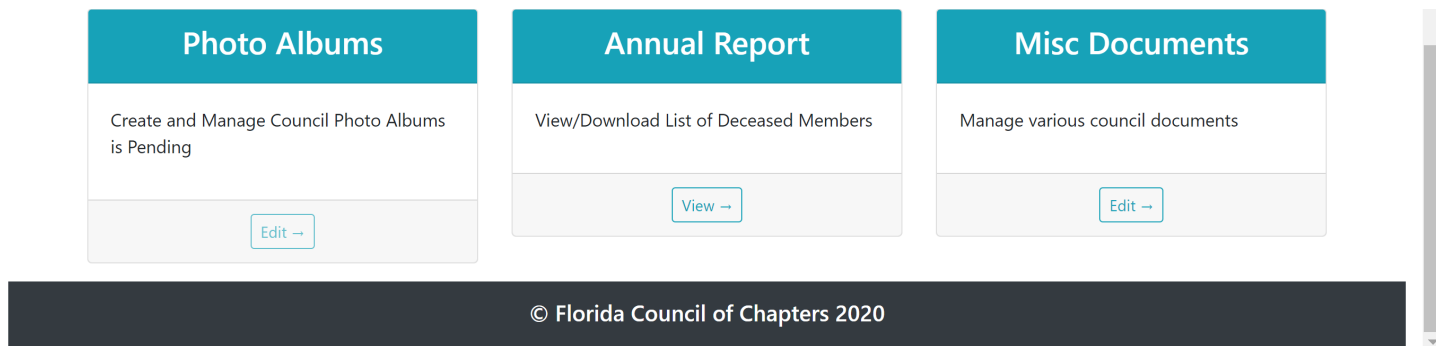 Photo Albums
Create and Manage Council Photo Albums
is Pending
Edit →
Annual Report
View/Download List of Deceased Members
View →
Misc Documents
Manage various council documents
Edit →
© Florida Council of Chapters 2020